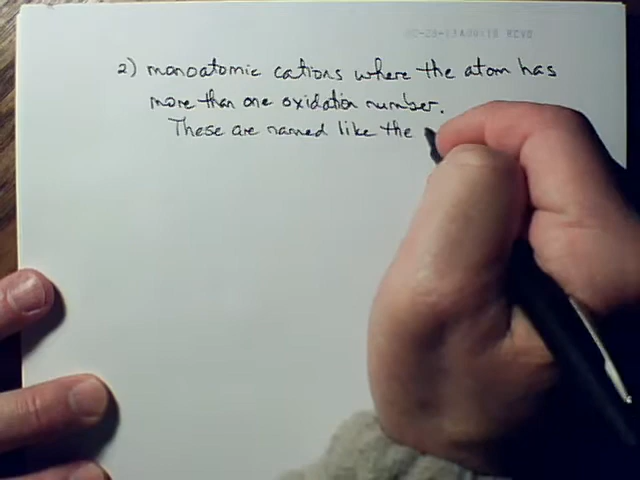 2) monoatomic cations where the atom has
more than one oxidation number.
These are named like the